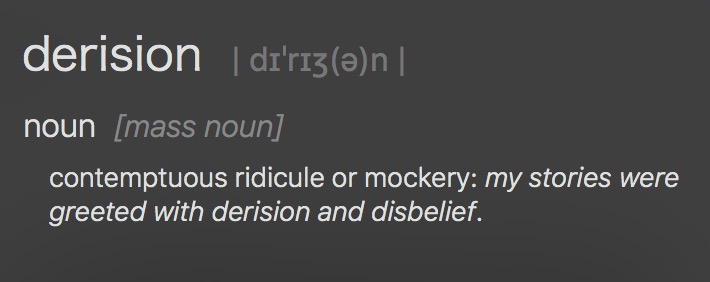 derision | dɪˈrɪʒ(ə)n |
noun [mass noun]
contemptuous ridicule or mockery: my stories were
greeted with derision and disbelief.